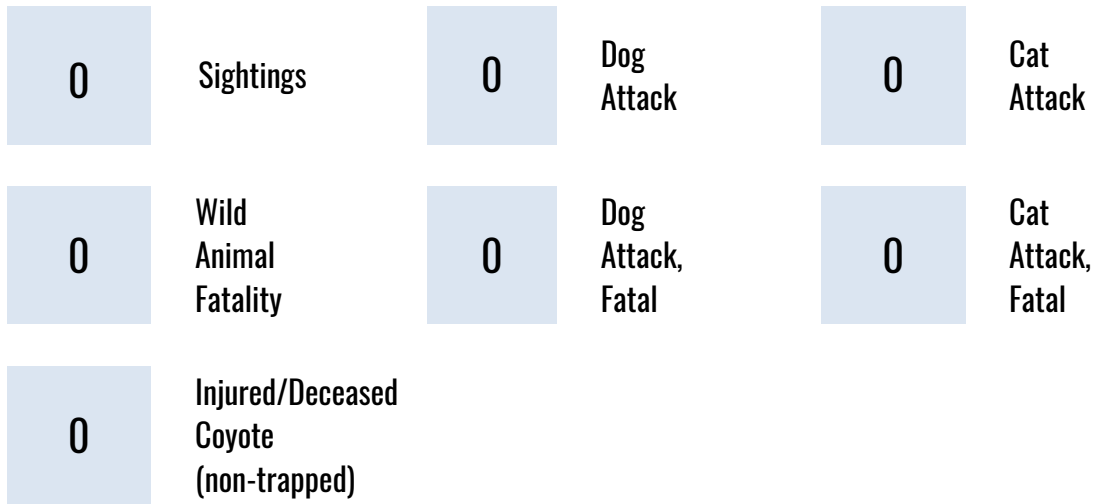 0
Sightings
0
Dog
Attack
0
Cat
Attack
0
Wild
Animal
Fatality
0
Dog
Attack,
Fatal
0
Cat
Attack,
Fatal
0
Injured/Deceased
Coyote
(non-trapped)